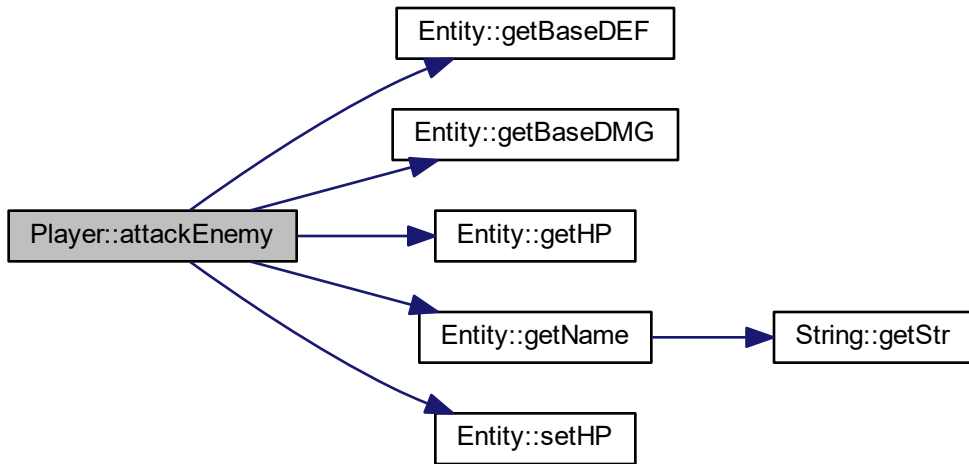 Entity::getBaseDEF
Entity::getBaseDMG
Player::attackEnemy
Entity::getHP
Entity::getName
String::getStr
Entity::setHP